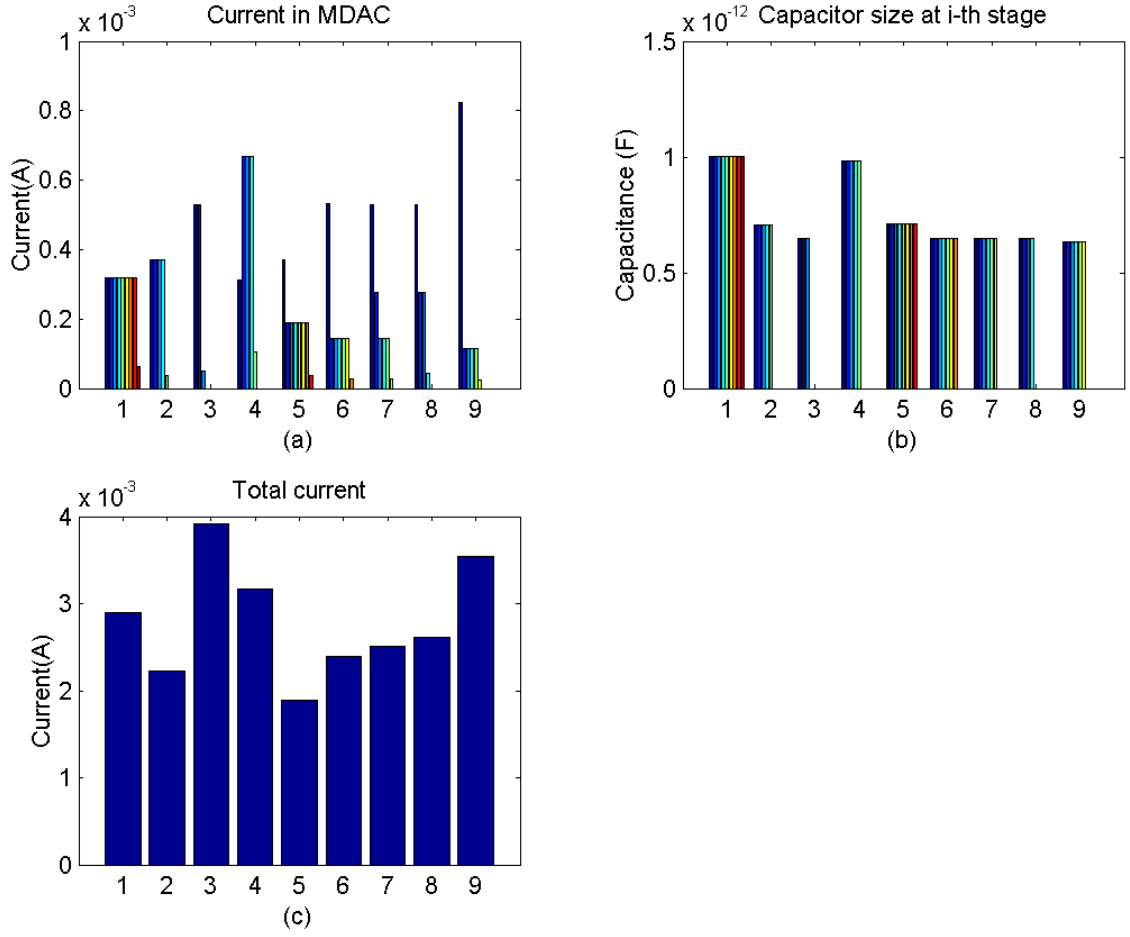 x 10-3
Current in MDAC
1
0.8
0.6
0.4
0.2
0
Current(A)
1 2 3 4 5 6 7 8 9
(a)
x 10-12
Capacitor size at i-th stage
1.5
1
0.5
0
Capacitance (F)
1 2 3 4 5 6 7 8 9
(b)
x 10-3
Total current
4
3
2
1
0
Current(A)
1 2 3 4 5 6 7 8 9
(c)